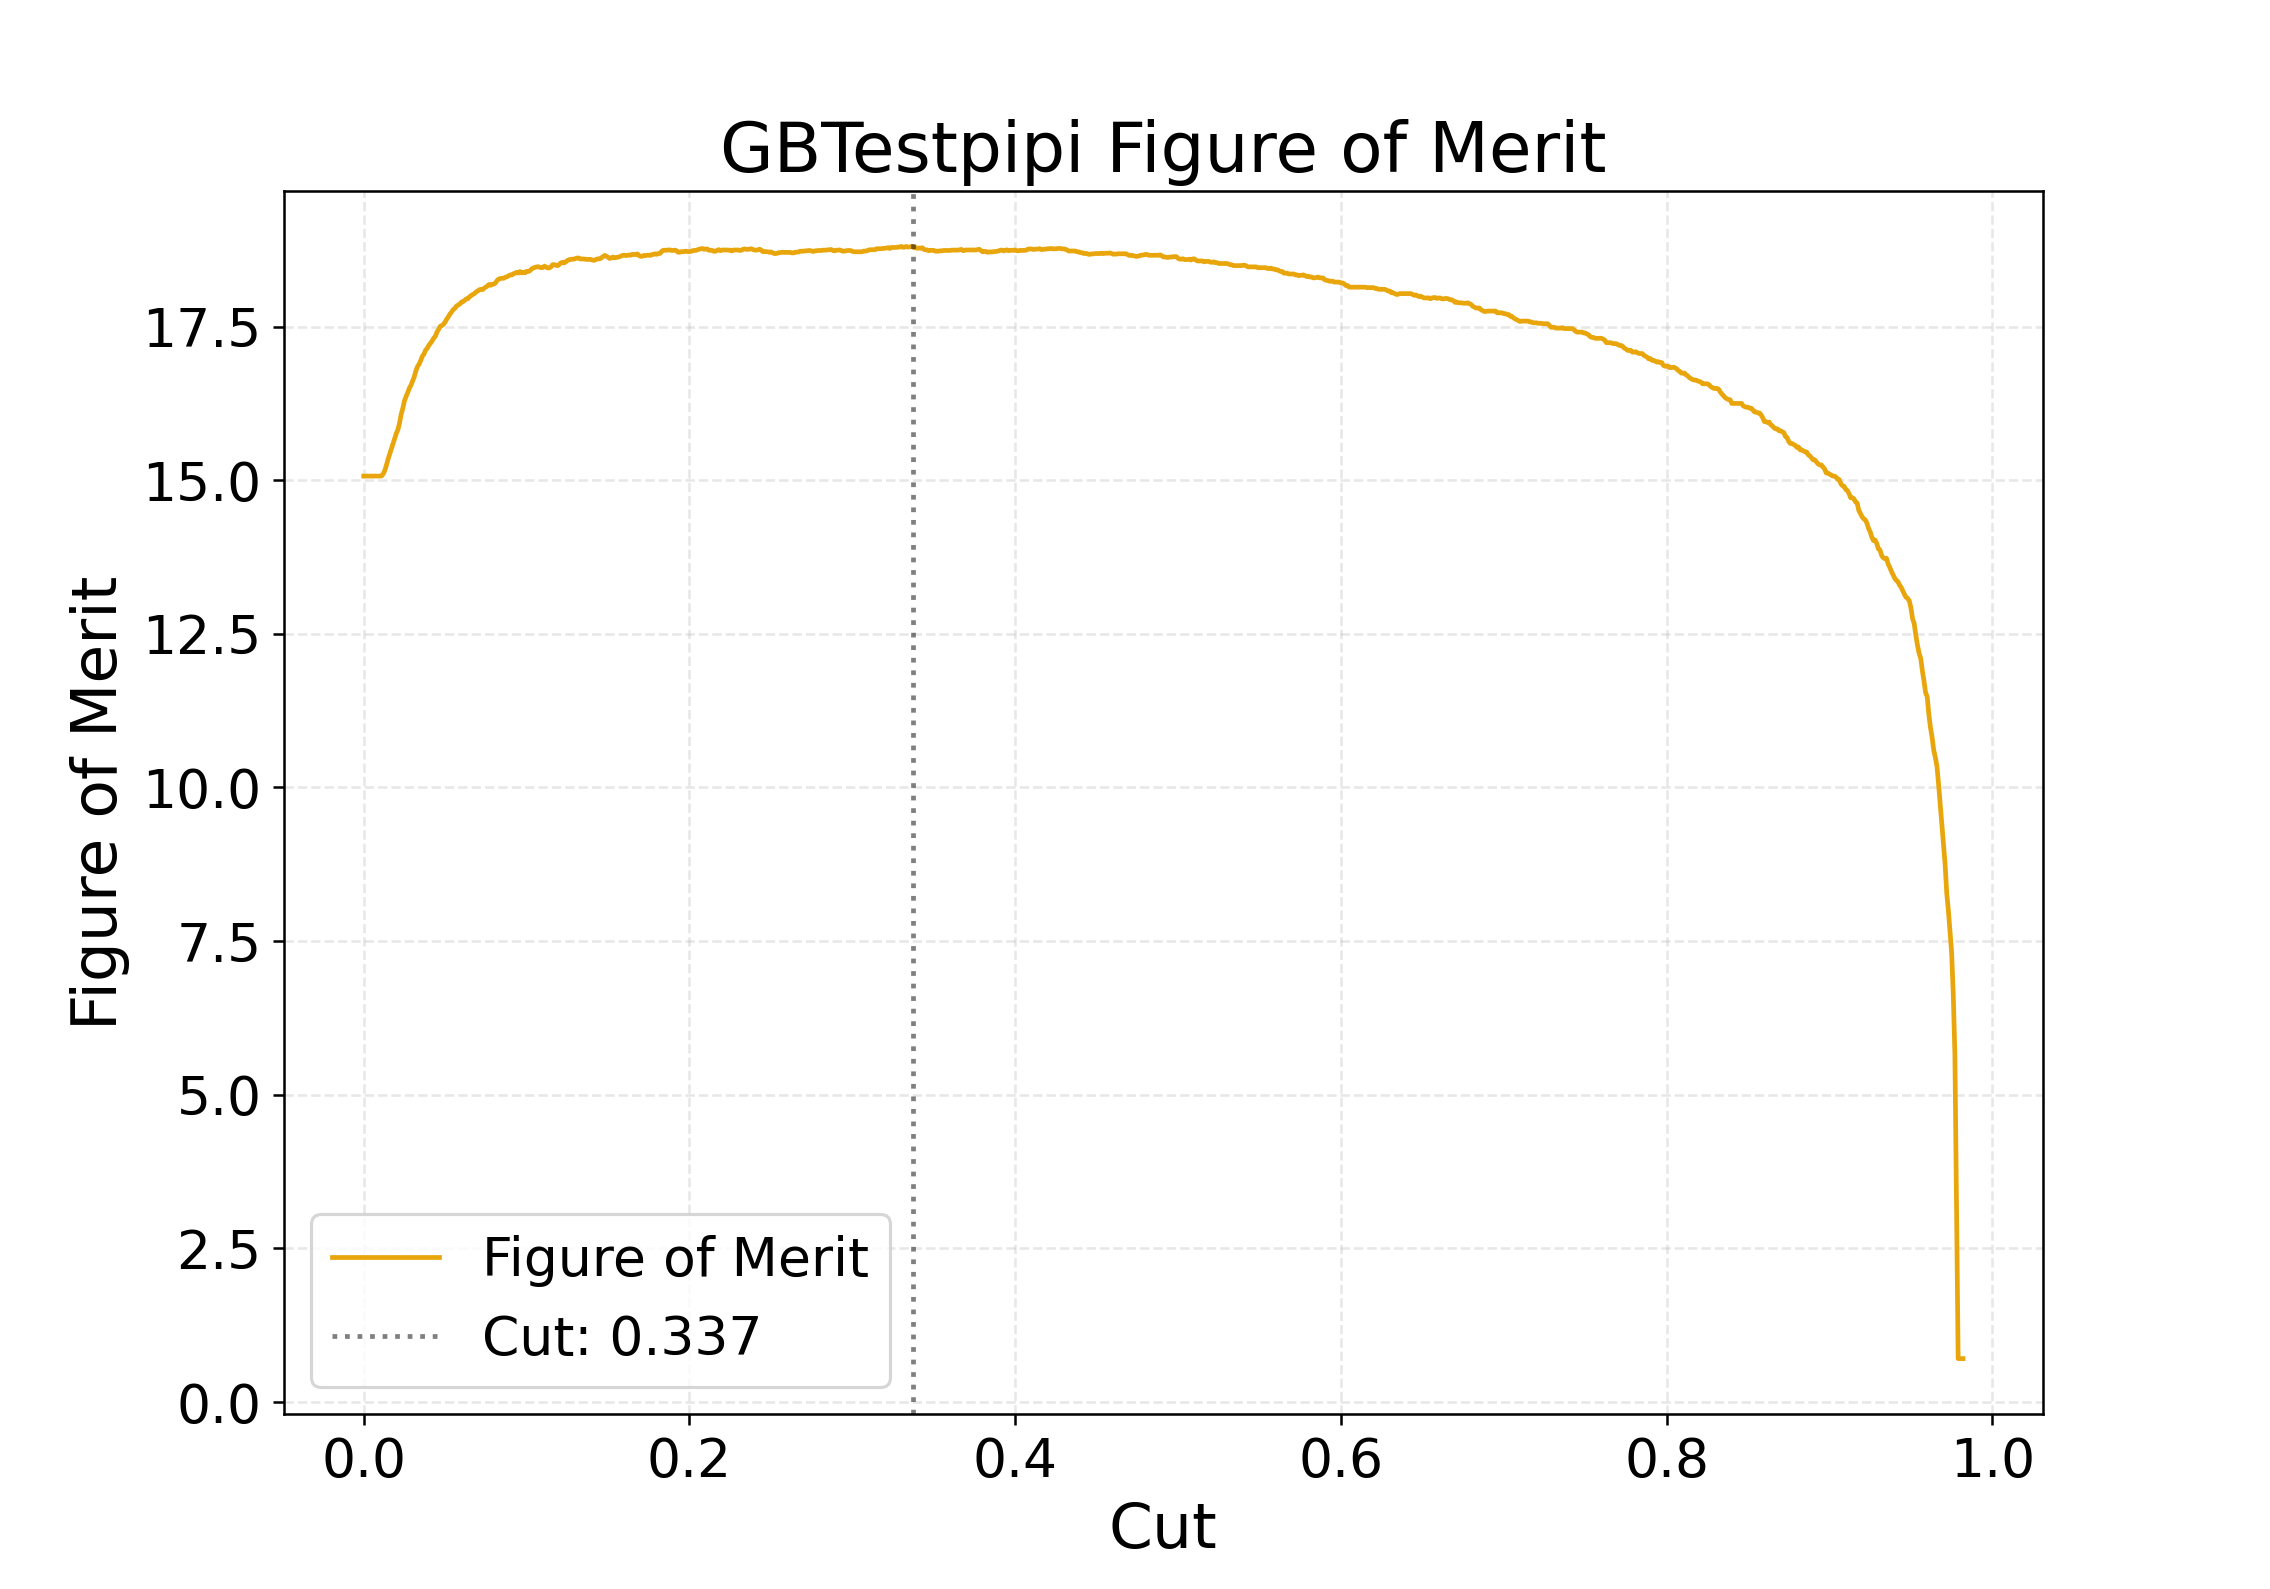 GBTestpipi Figure of Merit
Figure of Merit
17.5
15.0
12.5
10.0
7.5
5.0
2.5
0.0
Figure of Merit
Cut: 0.337
0.0 0.2 0.4 0.6 0.8 1.0
Cut